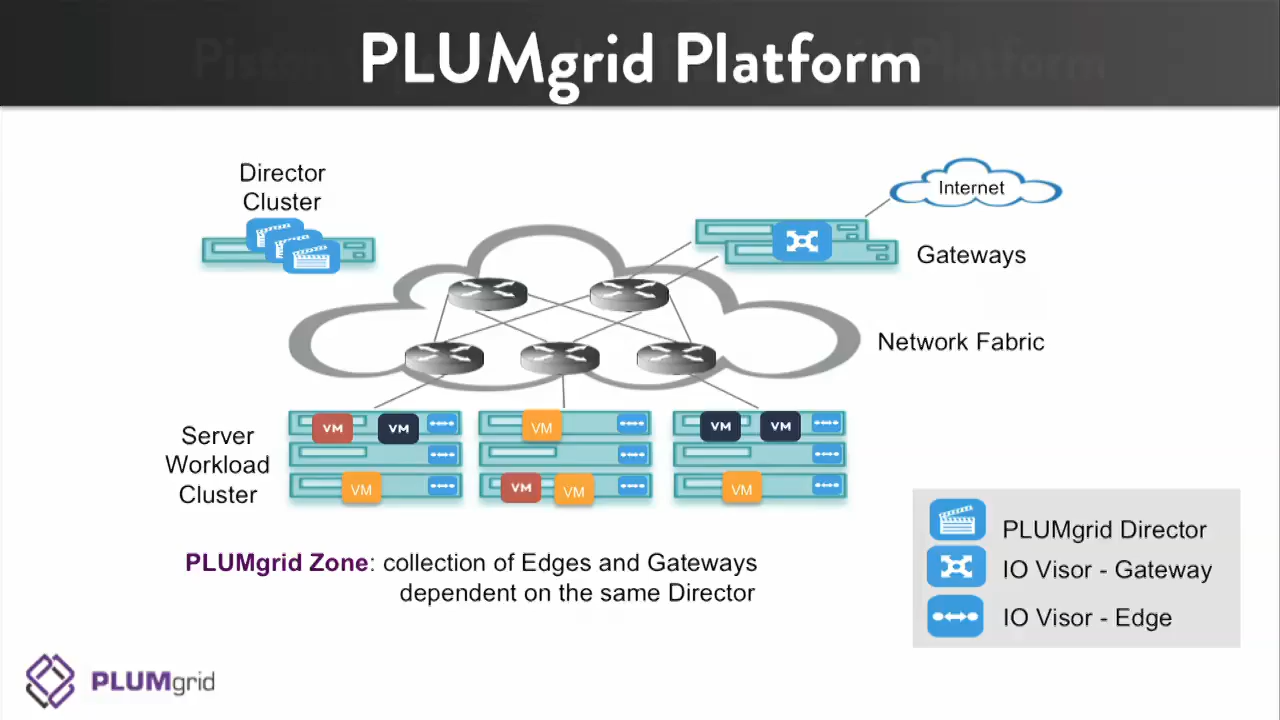 PLUMgrid Platform
Director
Cluster
Internet
Gateways
Network Fabric
Server
Workload
Cluster
VM VM VM VM VM
VM VM VM VM
PLUMgrid Zone: collection of Edges and Gateways
dependent on the same Director
PLUMgrid Director
IO Visor - Gateway
IO Visor - Edge
PLUMgrid